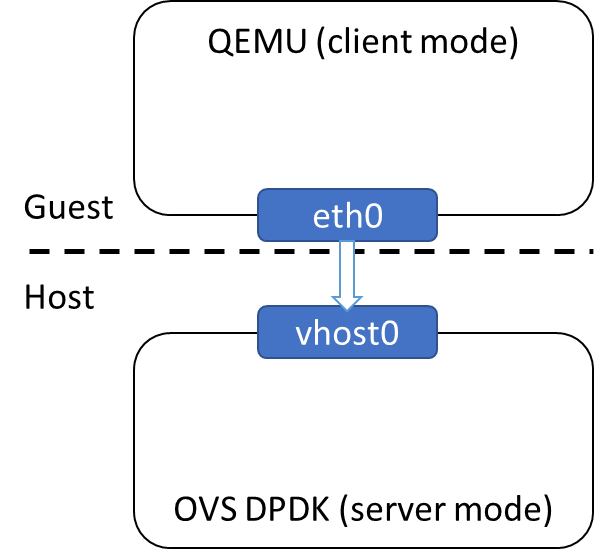 QEMU (client mode)
Guest
eth0
Host
vhost0
OVS DPDK (server mode)